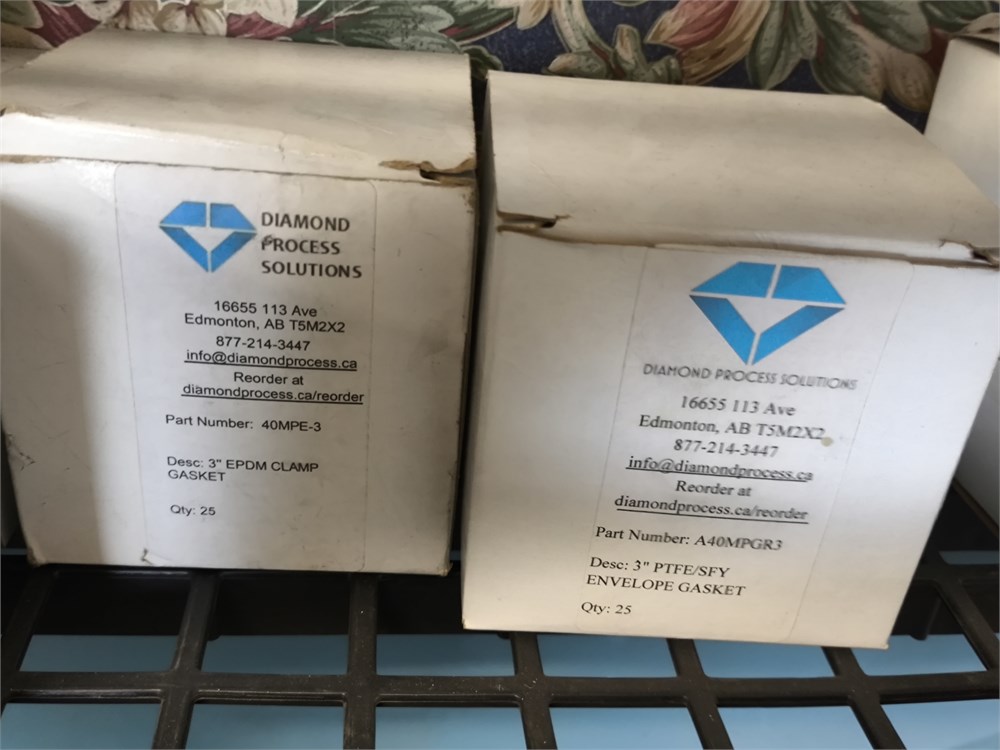 DIAMOND
PROCESS
SOLUTIONS
16655 113 Ave
Edmonton, AB T5M2X2
877-214-3447
info@diamondprocess.ca
Reorder at
diamondprocess.ca/reorder
Part Number: 40MPE-3
Desc: 3" EPDM CLAMP
GASKET
Qty: 25
DIAMOND PROCESS SOLUTIONS
16655 113 Ave
Edmonton, AB T5M2X2
877-214-3447
info@diamondprocess.ca
Reorder at
diamondprocess.ca/reorder
Part Number: A40MPGR3
Desc: 3" PTFE/SFY
ENVELOPE GASKET
Qty: 25